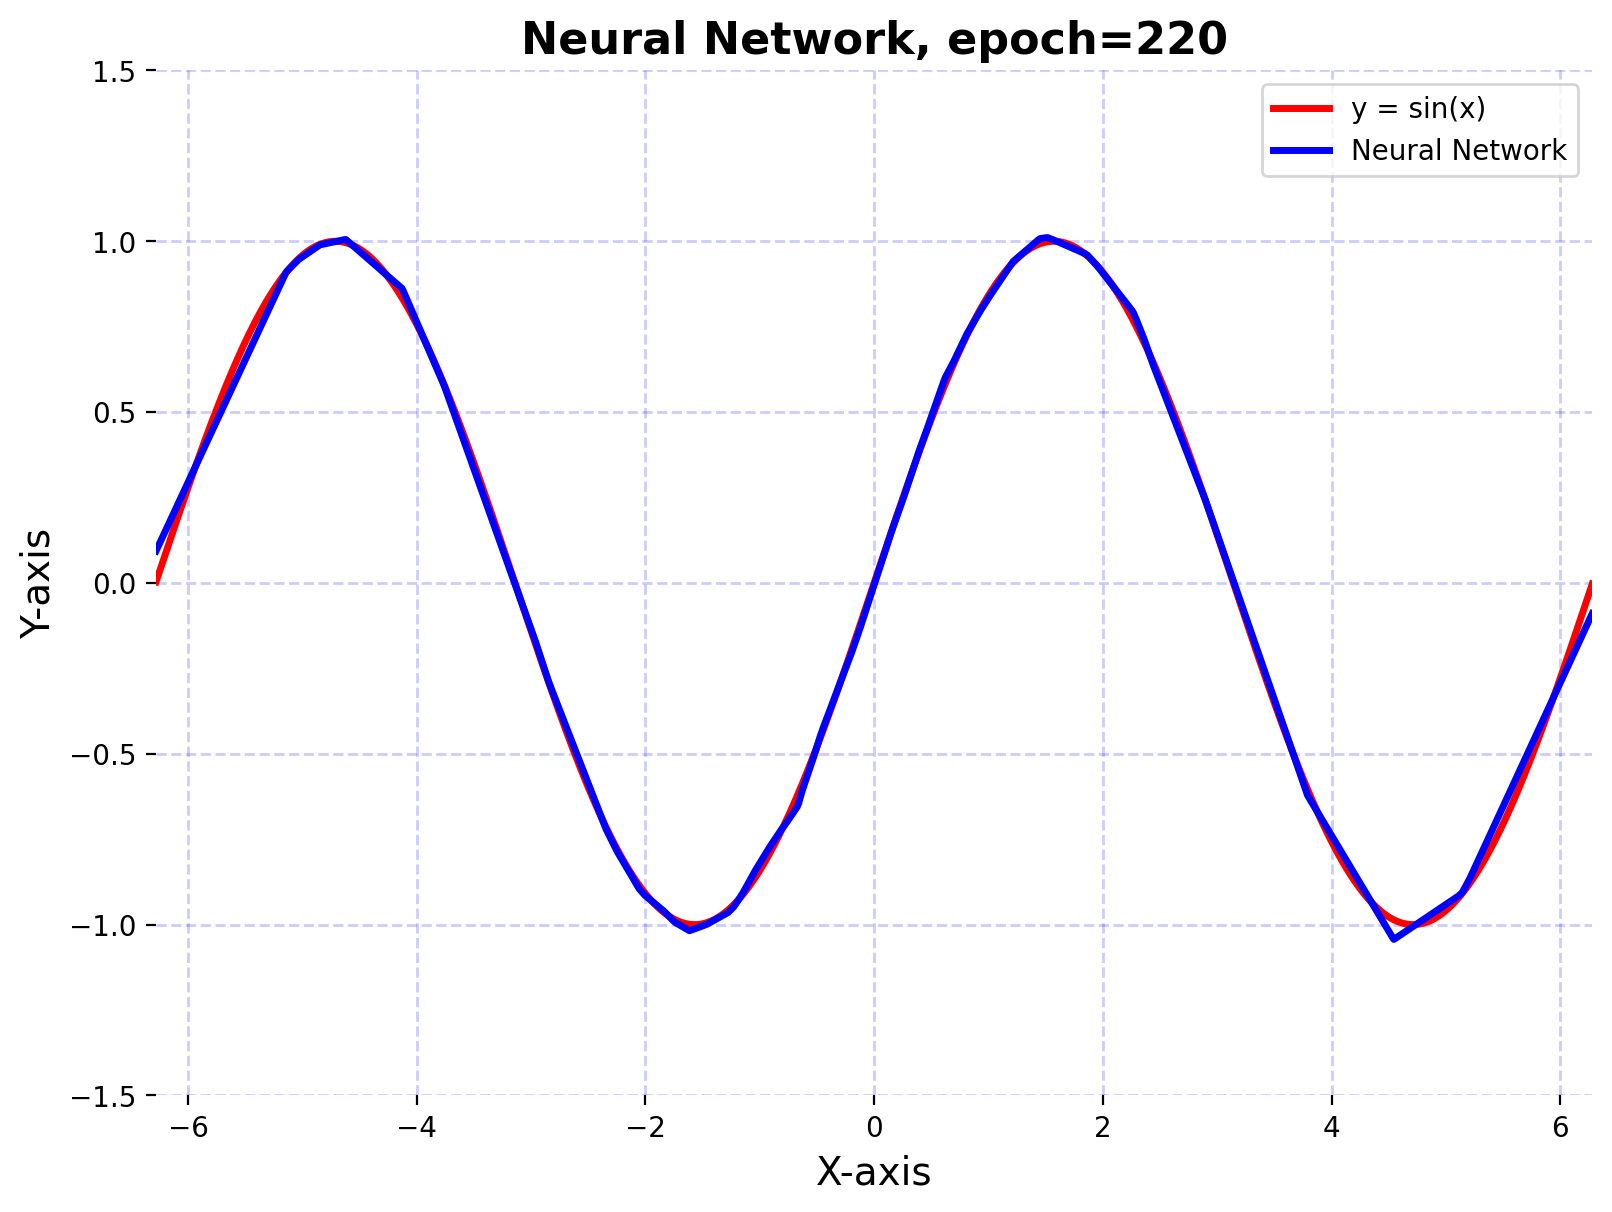 Neural Network, epoch=220
y = sin(x)
Neural Network
Y-axis
1.5
1.0
0.5
0.0
−0.5
−1.0
−1.5
−6 −4 −2 0 2 4 6
X-axis